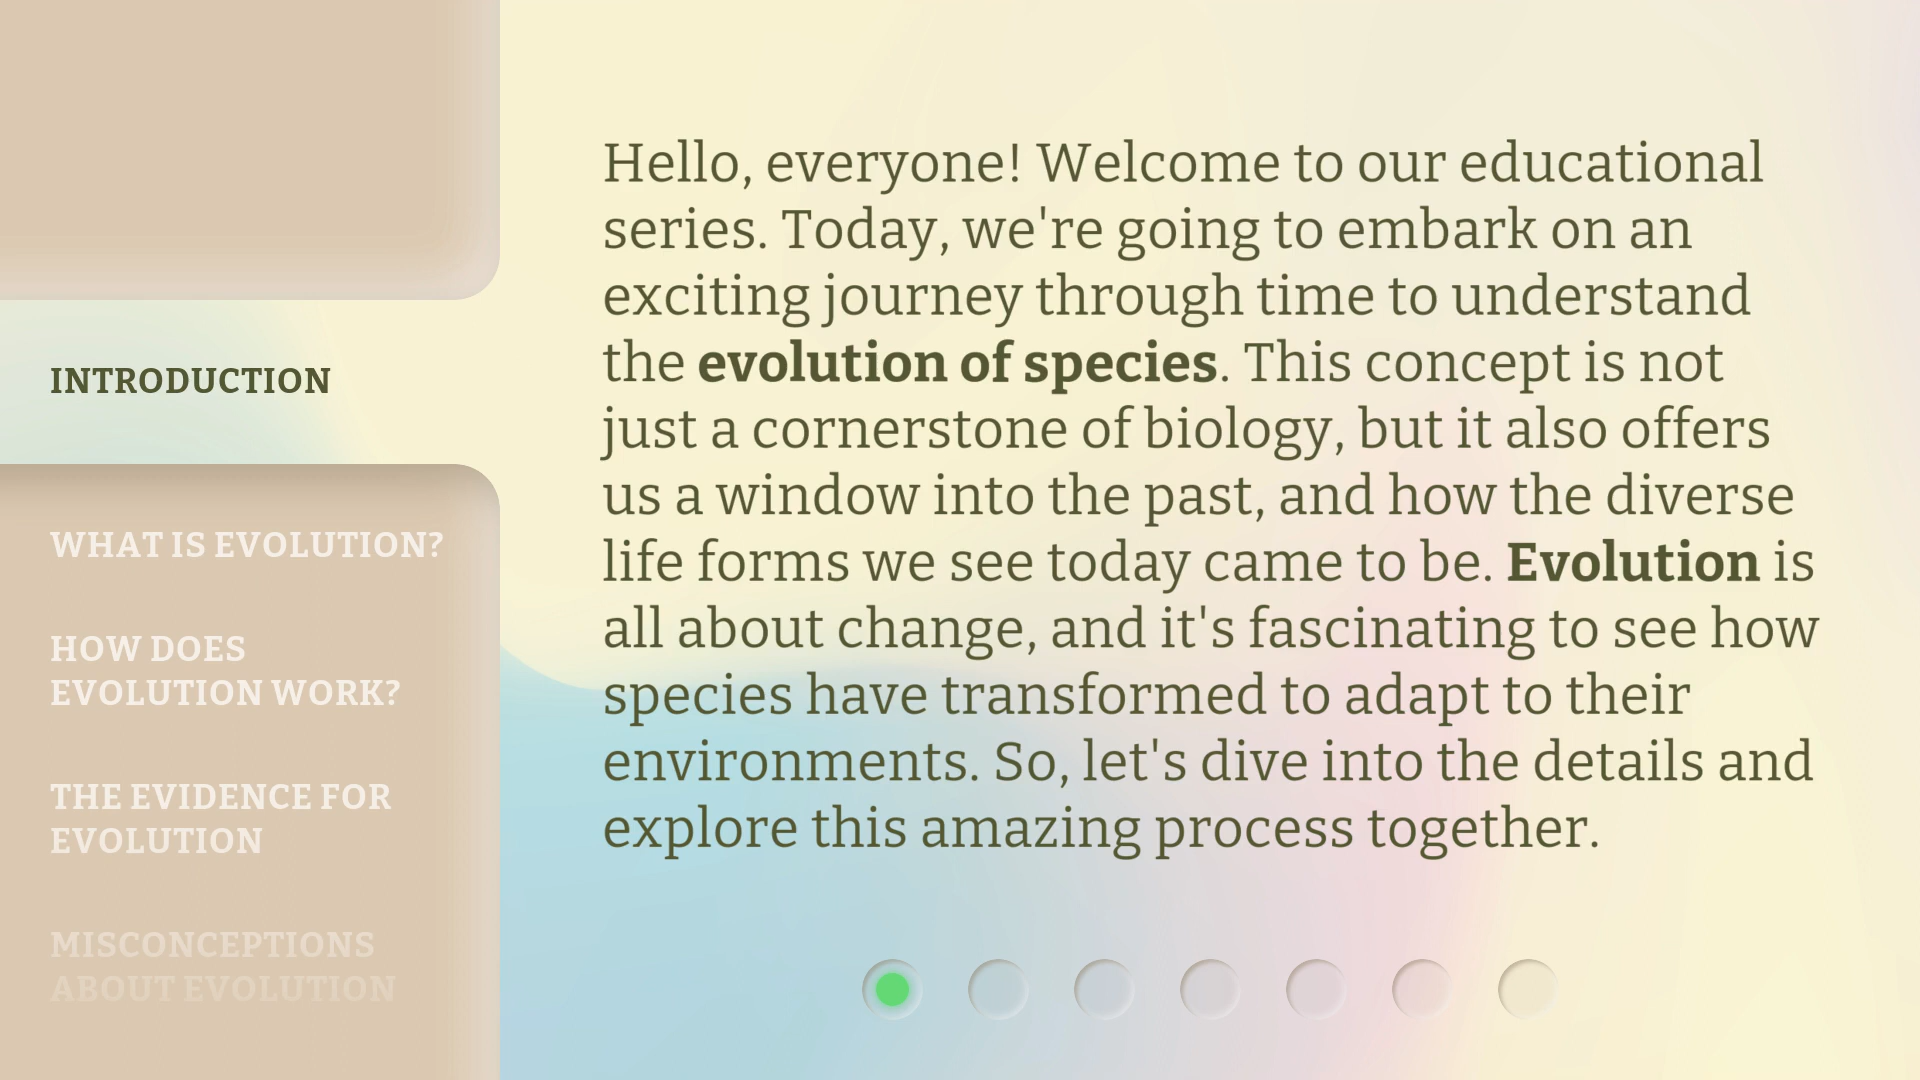 INTRODUCTION
WHAT IS EVOLUTION?
HOW DOES
EVOLUTION WORK?
THE EVIDENCE FOR
EVOLUTION
MISCONCEPTIONS
ABOUT EVOLUTION
Hello, everyone! Welcome to our educational
series. Today, we're going to embark on an
exciting journey through time to understand
the evolution of species. This concept is not
just a cornerstone of biology, but it also offers
us a window into the past, and how the diverse
life forms we see today came to be. Evolution is
all about change, and it's fascinating to see how
species have transformed to adapt to their
environments. So, let's dive into the details and
explore this amazing process together.